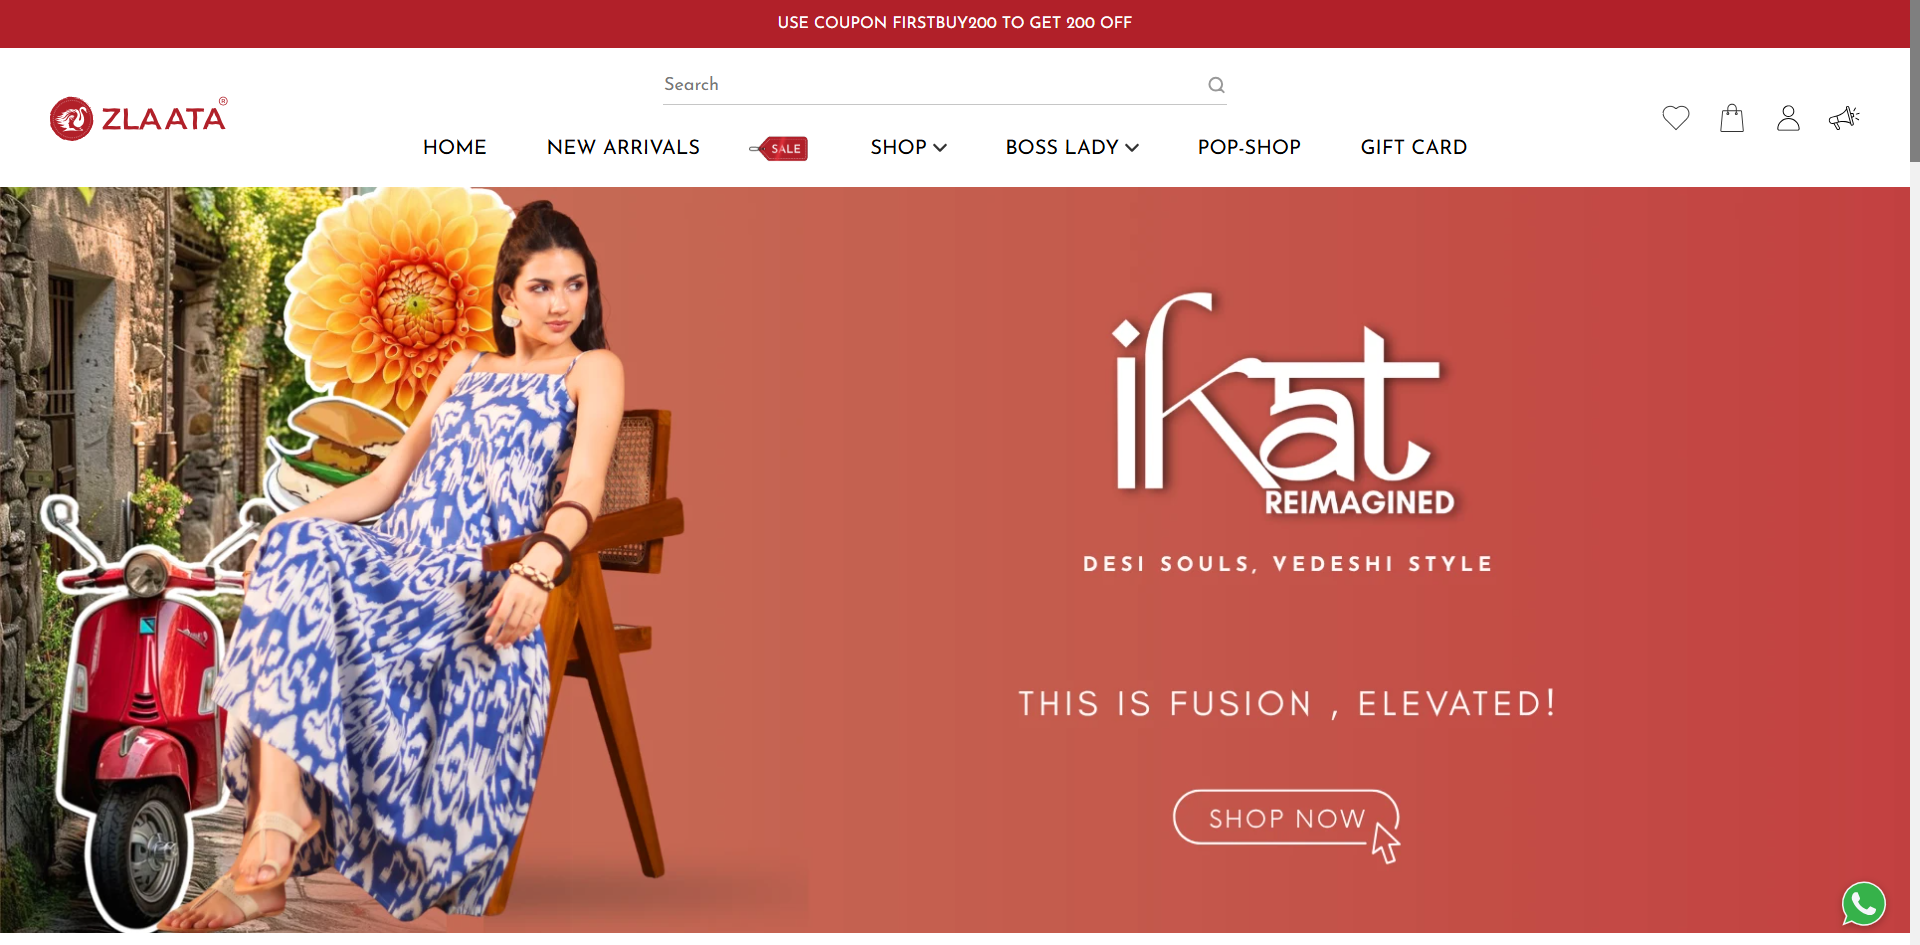 USE COUPON FIRSTBUY200 TO GET 200 OFF
Search
ZLAATA®
HOME
NEW ARRIVALS
SALE
SHOP
BOSS LADY
POP-SHOP
GIFT CARD
ikat
REIMAGINED
DESI SOULS, VEDESHI STYLE
THIS IS FUSION , ELEVATED!
SHOP NOW